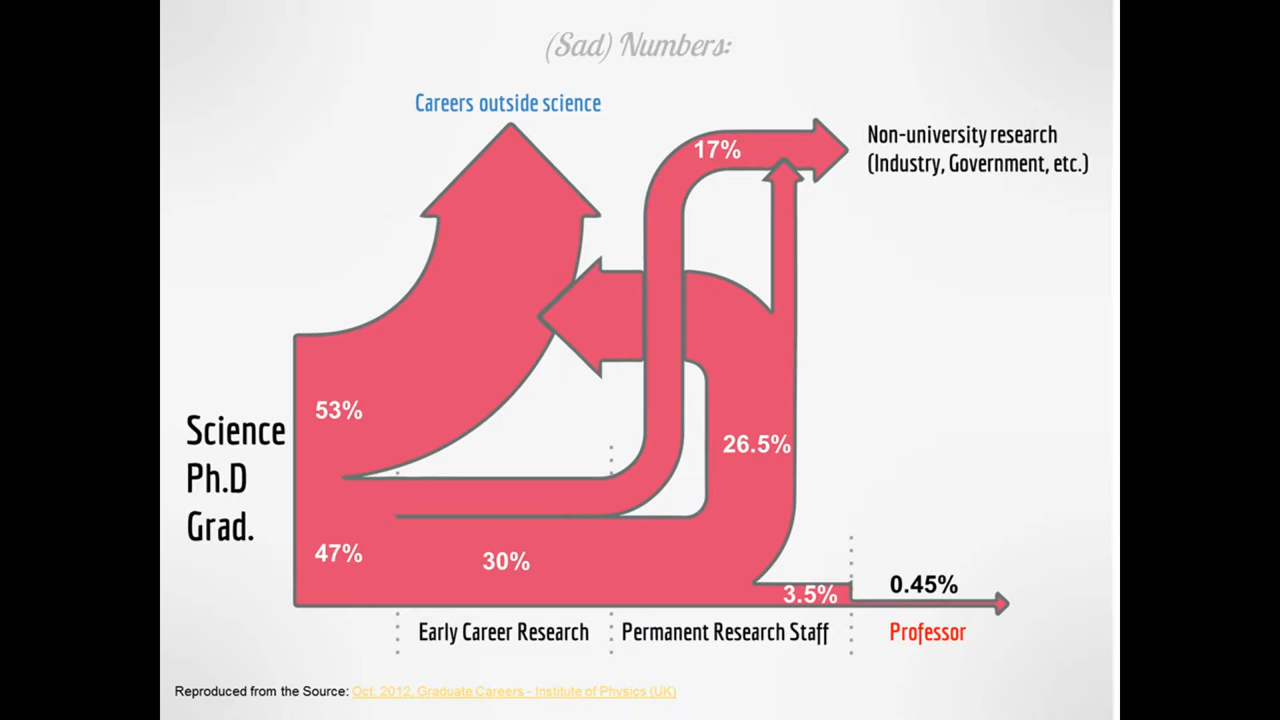 (Sad) Numbers:
Careers outside science
Non-university research
(Industry, Government, etc.)
17%
53%
26.5%
Science
Ph.D
Grad.
47%
30%
3.5%
0.45%
Early Career Research
Permanent Research Staff
Professor
Reproduced from the Source: Oct. 2012, Graduate Careers - Institute of Physics (UK)